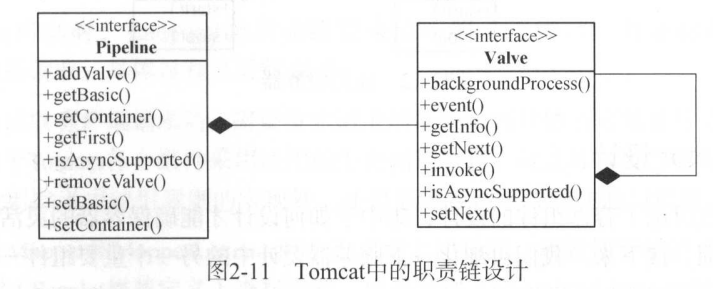 <<interface>>
Pipeline
+addValve()
+getBasic()
+getContainer()
+getFirst()
+isAsyncSupported()
+removeValve()
+setBasic()
+setContainer()
<<interface>>
Valve
+backgroundProcess()
+event()
+getInfo()
+getNext()
+invoke()
+isAsyncSupported()
+setNext()
图2-11 Tomcat中的职责链设计